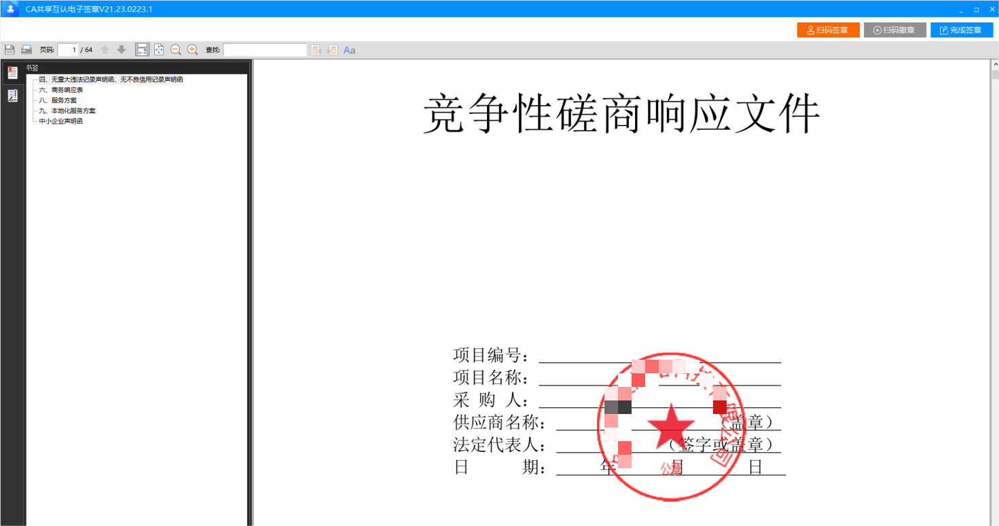 CA共享互认电子签章V21.23.0223.1
扫码签章 扫码撤章 完成签章
页码: 1 / 64 查找: Aa
书签
四、无重大违法记录声明函、无不良信用记录声明函
六、商务响应表
八、服务方案
九、本地化服务方案
中小企业声明函
竞争性磋商响应文件
项目编号：
项目名称：
采 购 人：
供应商名称： （盖章）
法定代表人： （签字或盖章）
日 期： 年 月 日
限公司
公章